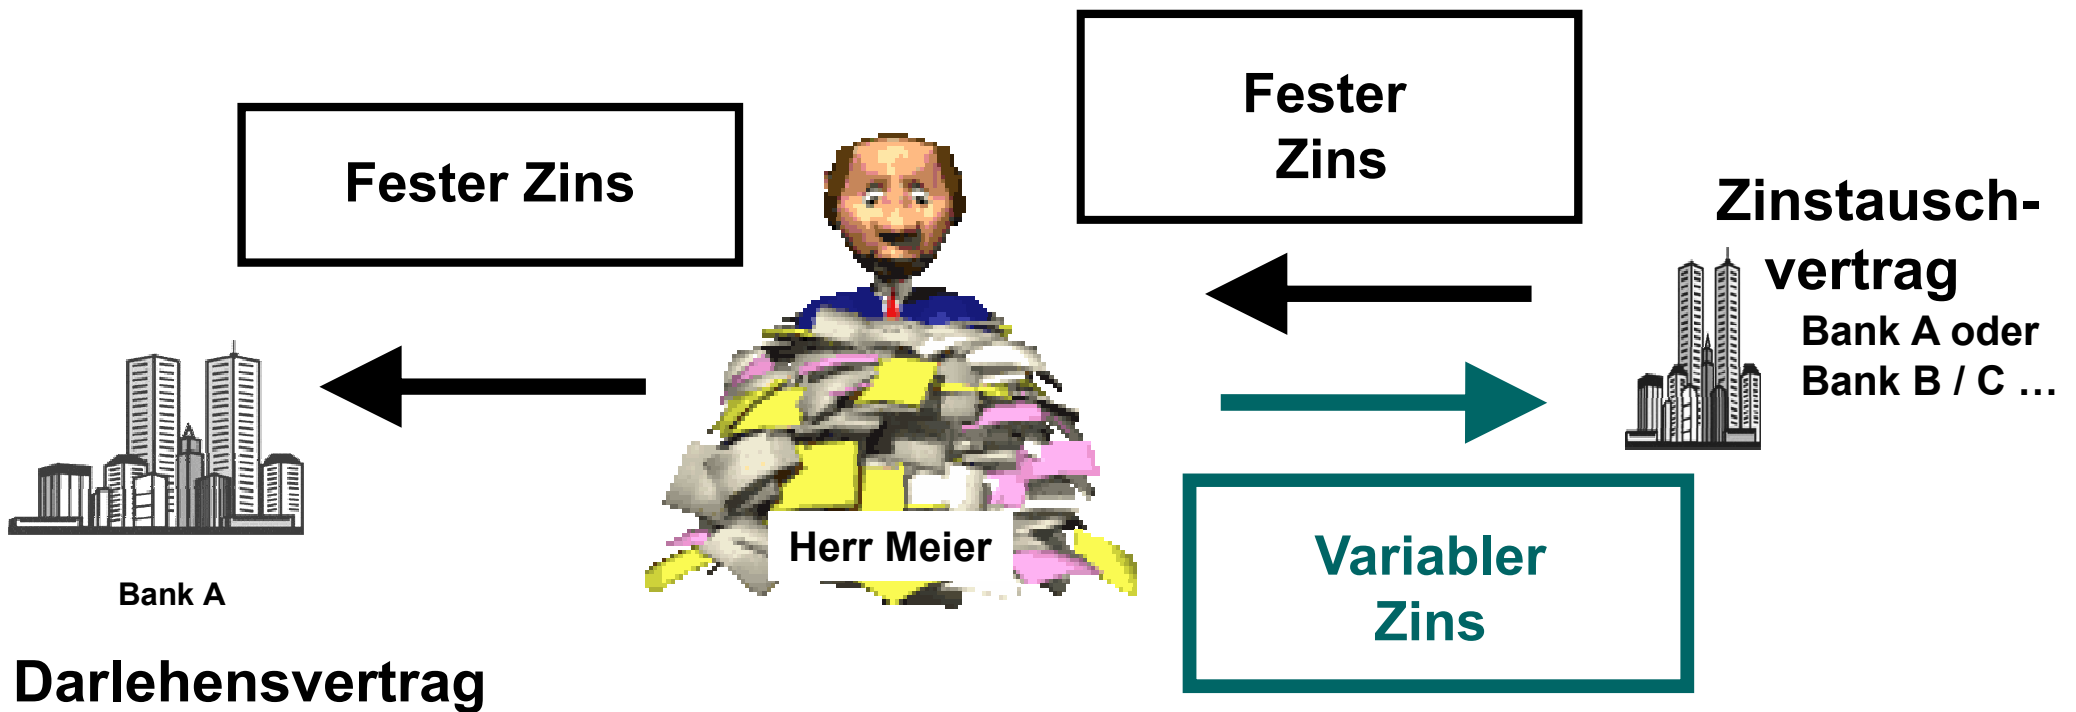 Fester Zins
Bank A
Darlehensvertrag
Herr Meier
Fester
Zins
Zinstausch-
vertrag
Bank A oder
Bank B / C ...
Variabler
Zins